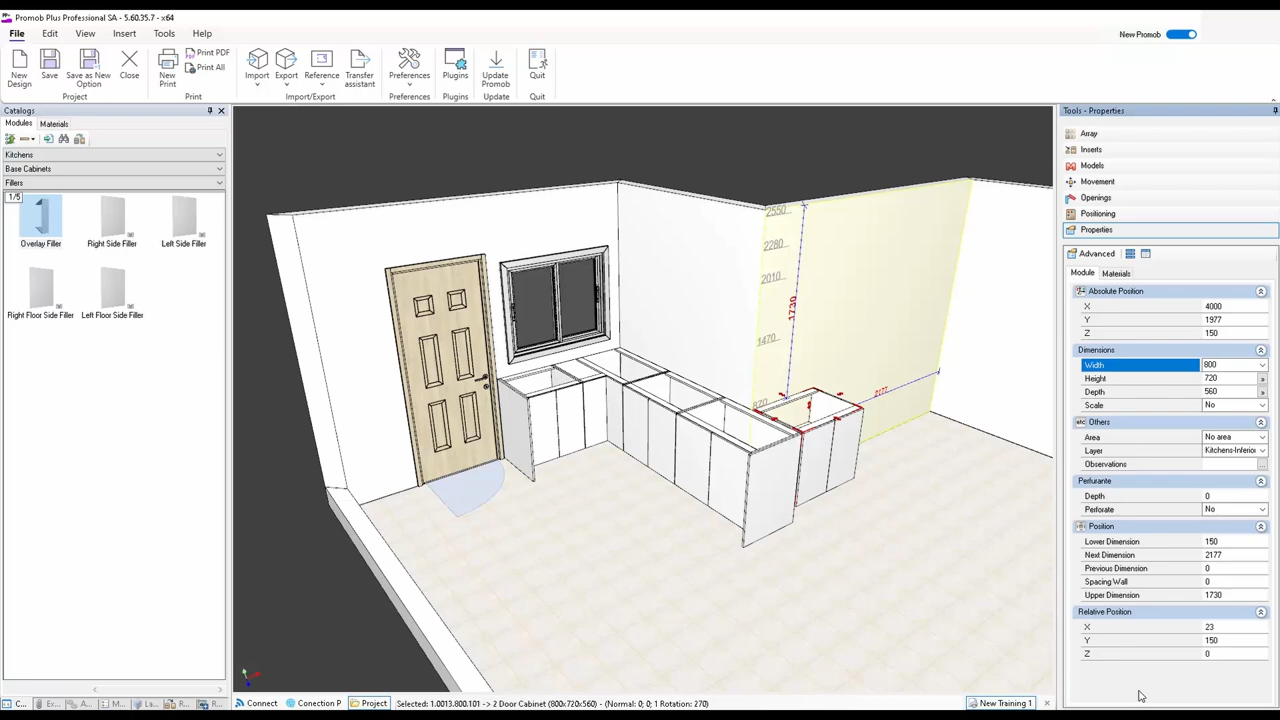 Promob Plus Professional SA - 5.60.35.7 - x64
File Edit View Insert Tools Help
New Promob
New Design
Save
Save as New Option
Close
New Print
Print PDF
Print All
Import
Export
Reference
Transfer assistant
Preferences
Plugins
Update Promob
Quit
Project Print Import/Export Preferences Plugins Update Quit
Catalogs
Modules Materials
Kitchens
Base Cabinets
Fillers
1/5
Overlay Filler Right Side Filler Left Side Filler
Right Floor Side Filler Left Floor Side Filler
2550
2280
2010
1730
1470
870
2177
Tools - Properties
Array
Inserts
Models
Movement
Openings
Positioning
Properties
Advanced
Module Materials
Absolute Position
X 4000
Y 1977
Z 150
Dimensions
Width 800
Height 720
Depth 560
Scale No
Others
Area No area
Layer Kitchens-Inferior
Observations
Perfurante
Depth 0
Perforate No
Position
Lower Dimension 150
Next Dimension 2177
Previous Dimension 0
Spacing Wall 0
Upper Dimension 1730
Relative Position
X 23
Y 150
Z 0
C... Ex... A... M... La... R... R...
Connect Conection P Project Selected: 1.0013.800.101 -> 2 Door Cabinet (800x720x560) - (Normal: 0; 0; 1 Rotation: 270) New Training 1